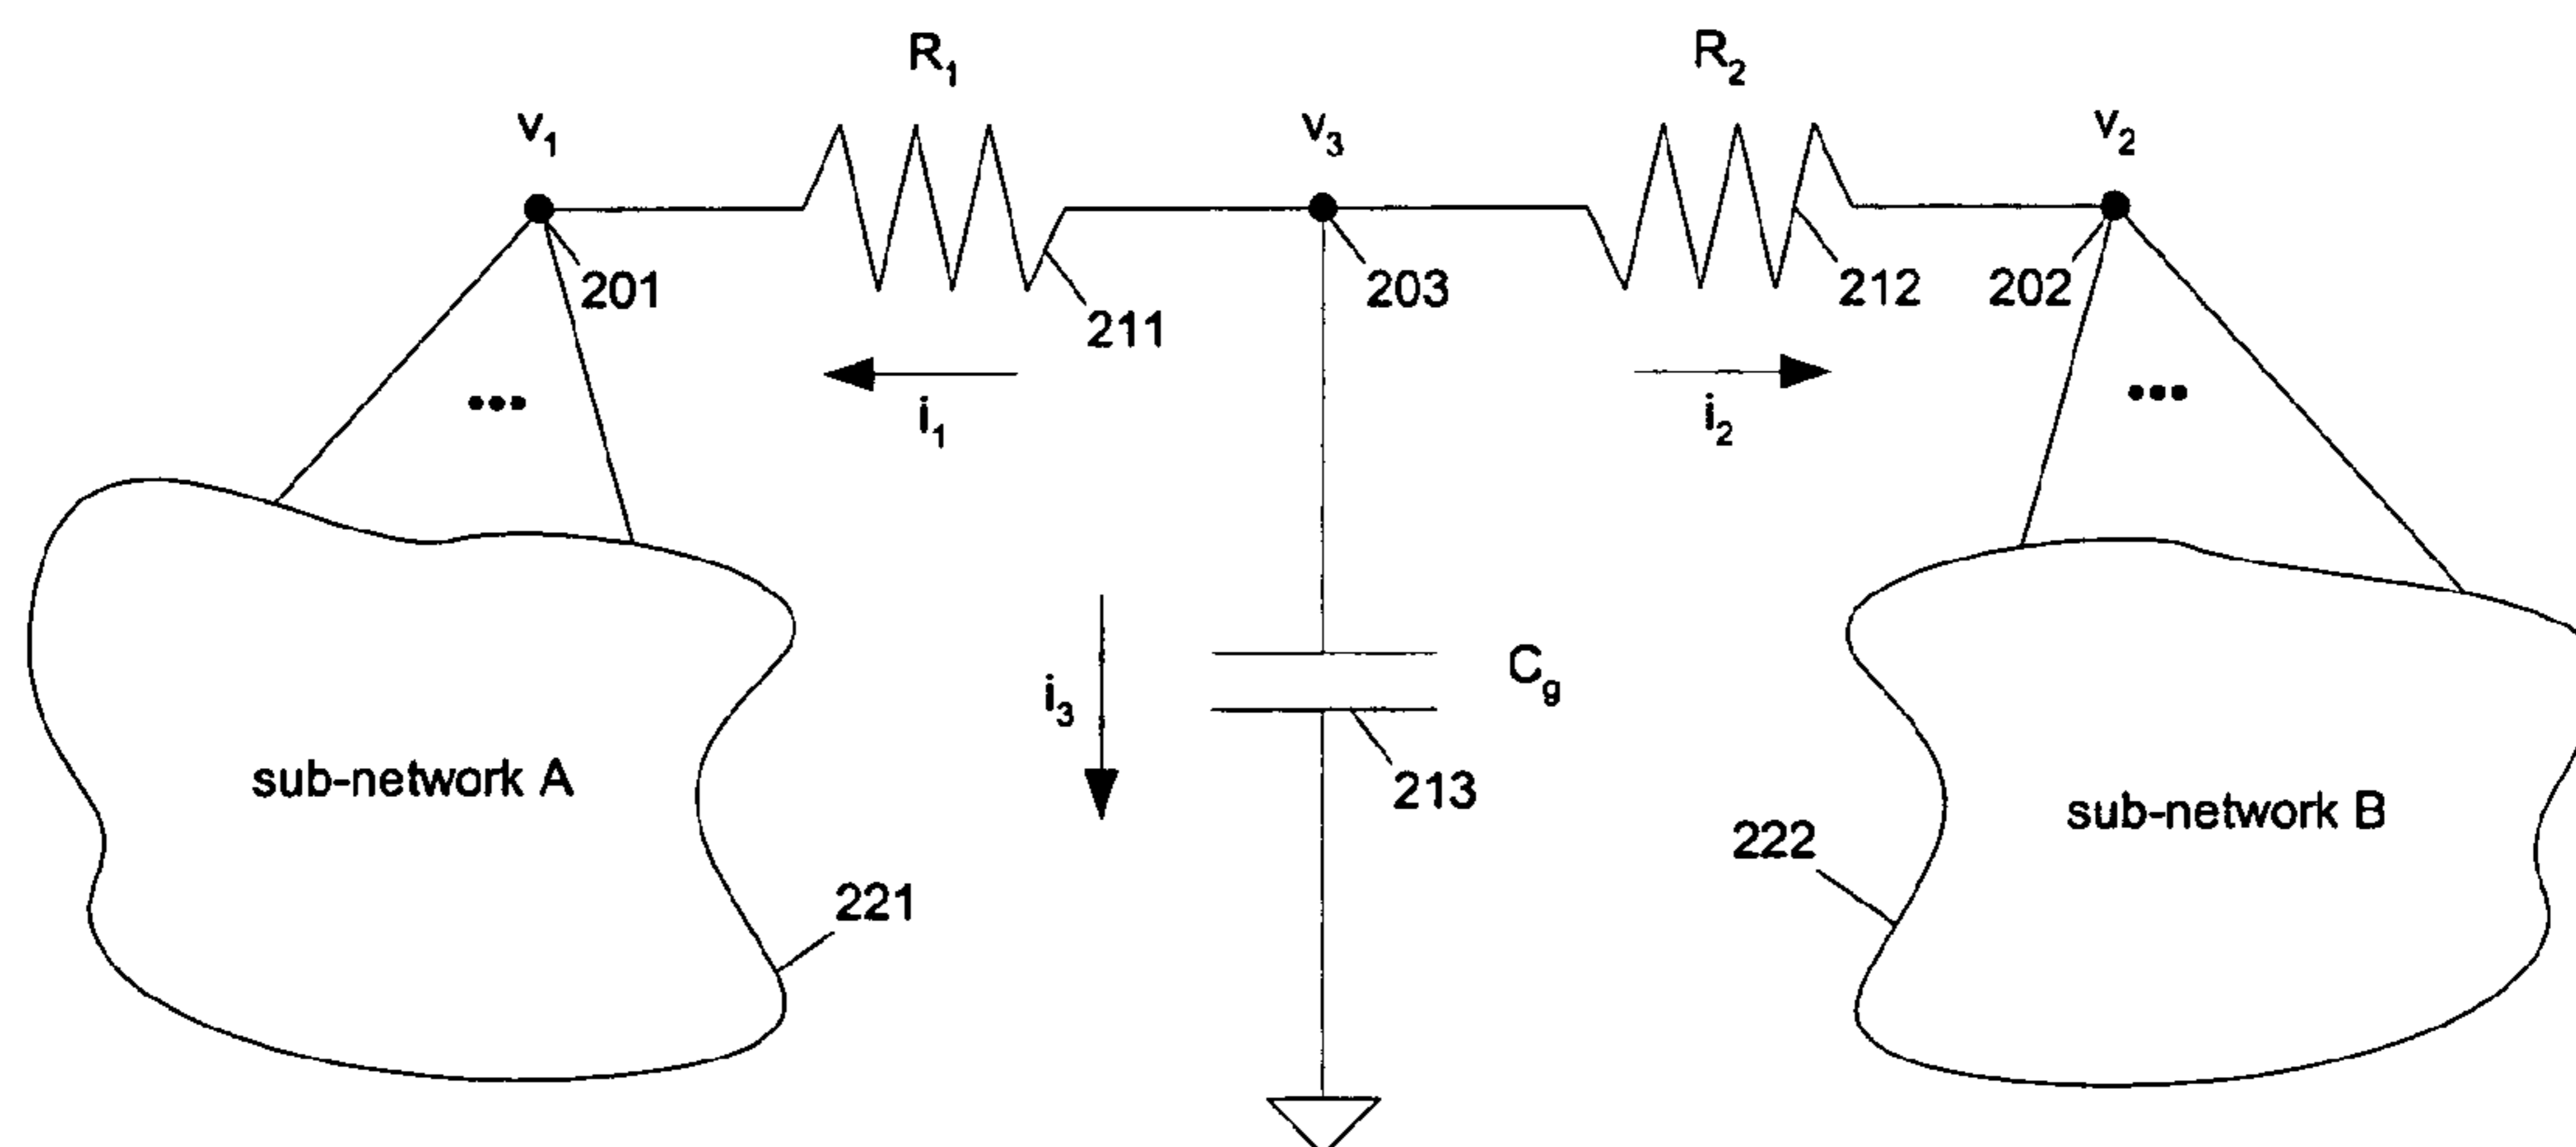 R₁
R₂
v₁
v₃
v₂
201
211
203
212
202
•••
•••
i₁
i₂
i₃
C₉
213
sub-network A
sub-network B
221
222